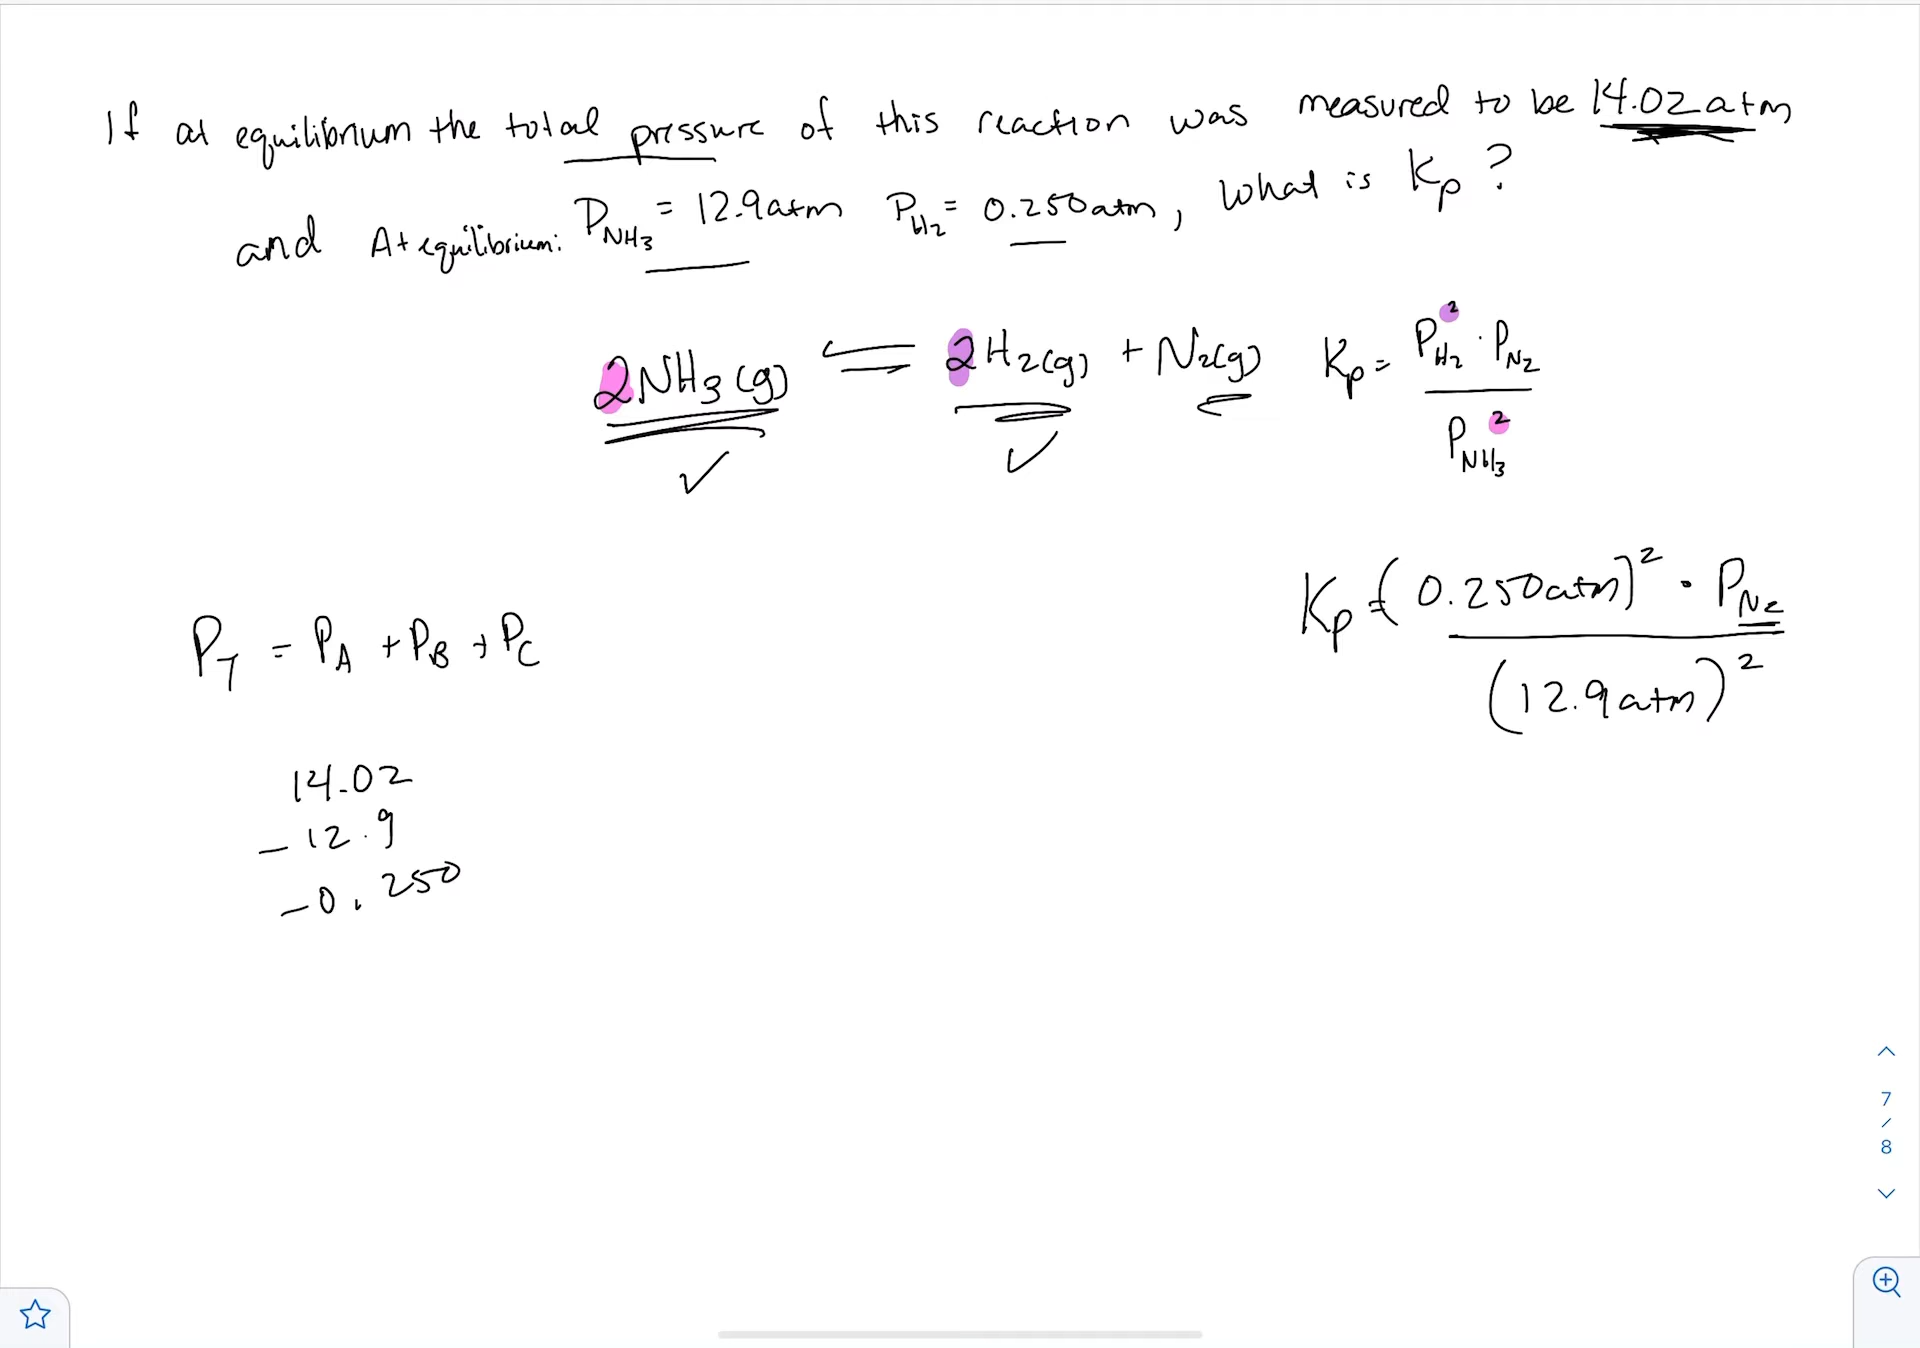 If at equilibrium the total pressure of this reaction was measured to be 14.02 atm
and At equilibrium: P_NH3 = 12.9 atm P_H2 = 0.250 atm, what is Kp?
2NH3(g) ⇌ 2H2(g) + N2(g) Kp = P_H2^2 · P_N2 / P_NH3^2
Kp = (0.250 atm)^2 · P_N2
(12.9 atm)^2
P_T = P_A + P_B + P_C
14.02
- 12.9
- 0.250
7
/
8